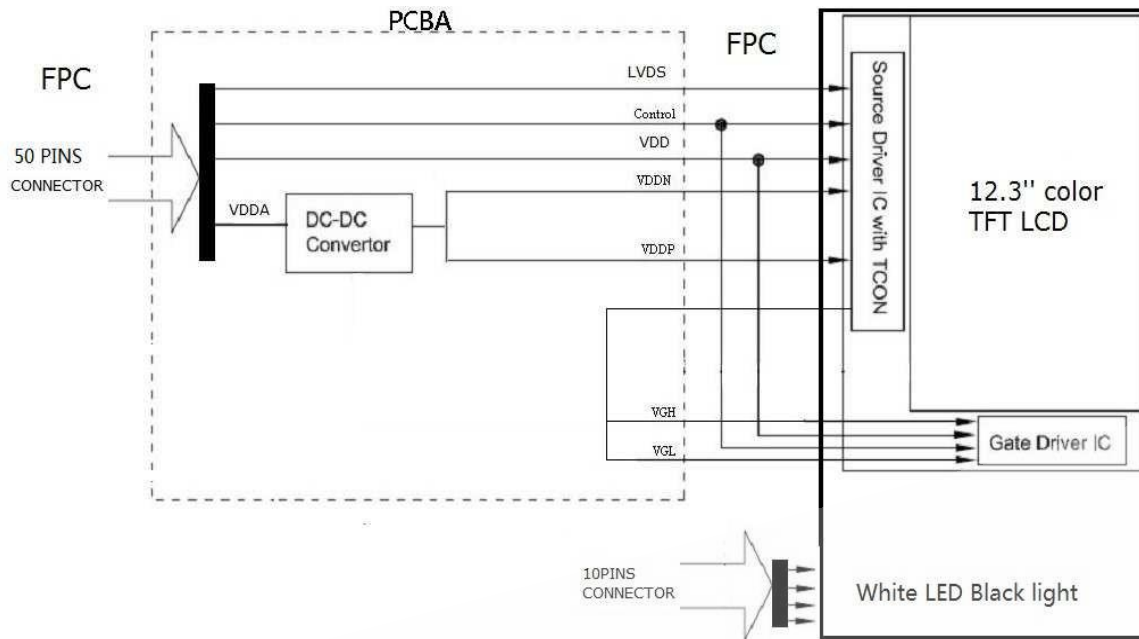 PCBA
FPC
FPC
50 PINS
CONNECTOR
LVDS
Control
VDD
VDDN
VDDA
DC-DC
Convertor
VDDP
Source Driver IC with TCON
12.3'' color
TFT LCD
VGH
VGL
Gate Driver IC
10PINS
CONNECTOR
White LED Black light